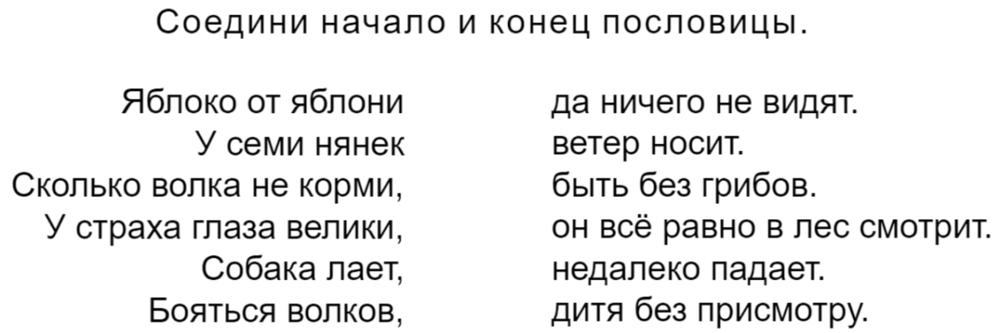 Соедини начало и конец пословицы.
Яблоко от яблони да ничего не видят.
У семи нянек ветер носит.
Сколько волка не корми, быть без грибов.
У страха глаза велики, он всё равно в лес смотрит.
Собака лает, недалеко падает.
Бояться волков, дитя без присмотру.